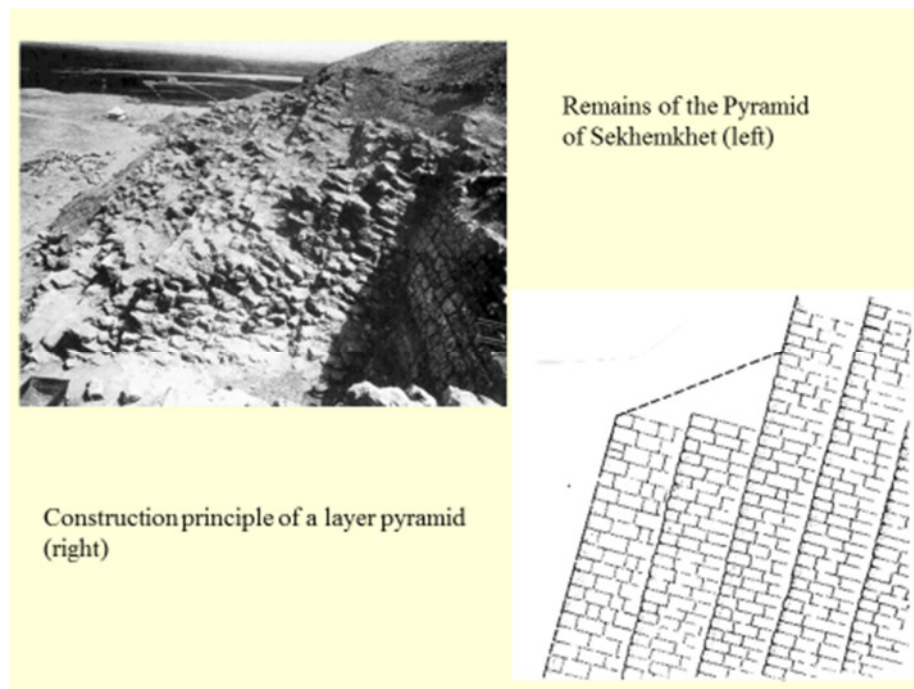 Remains of the Pyramid
of Sekhemkhet (left)
Construction principle of a layer pyramid
(right)